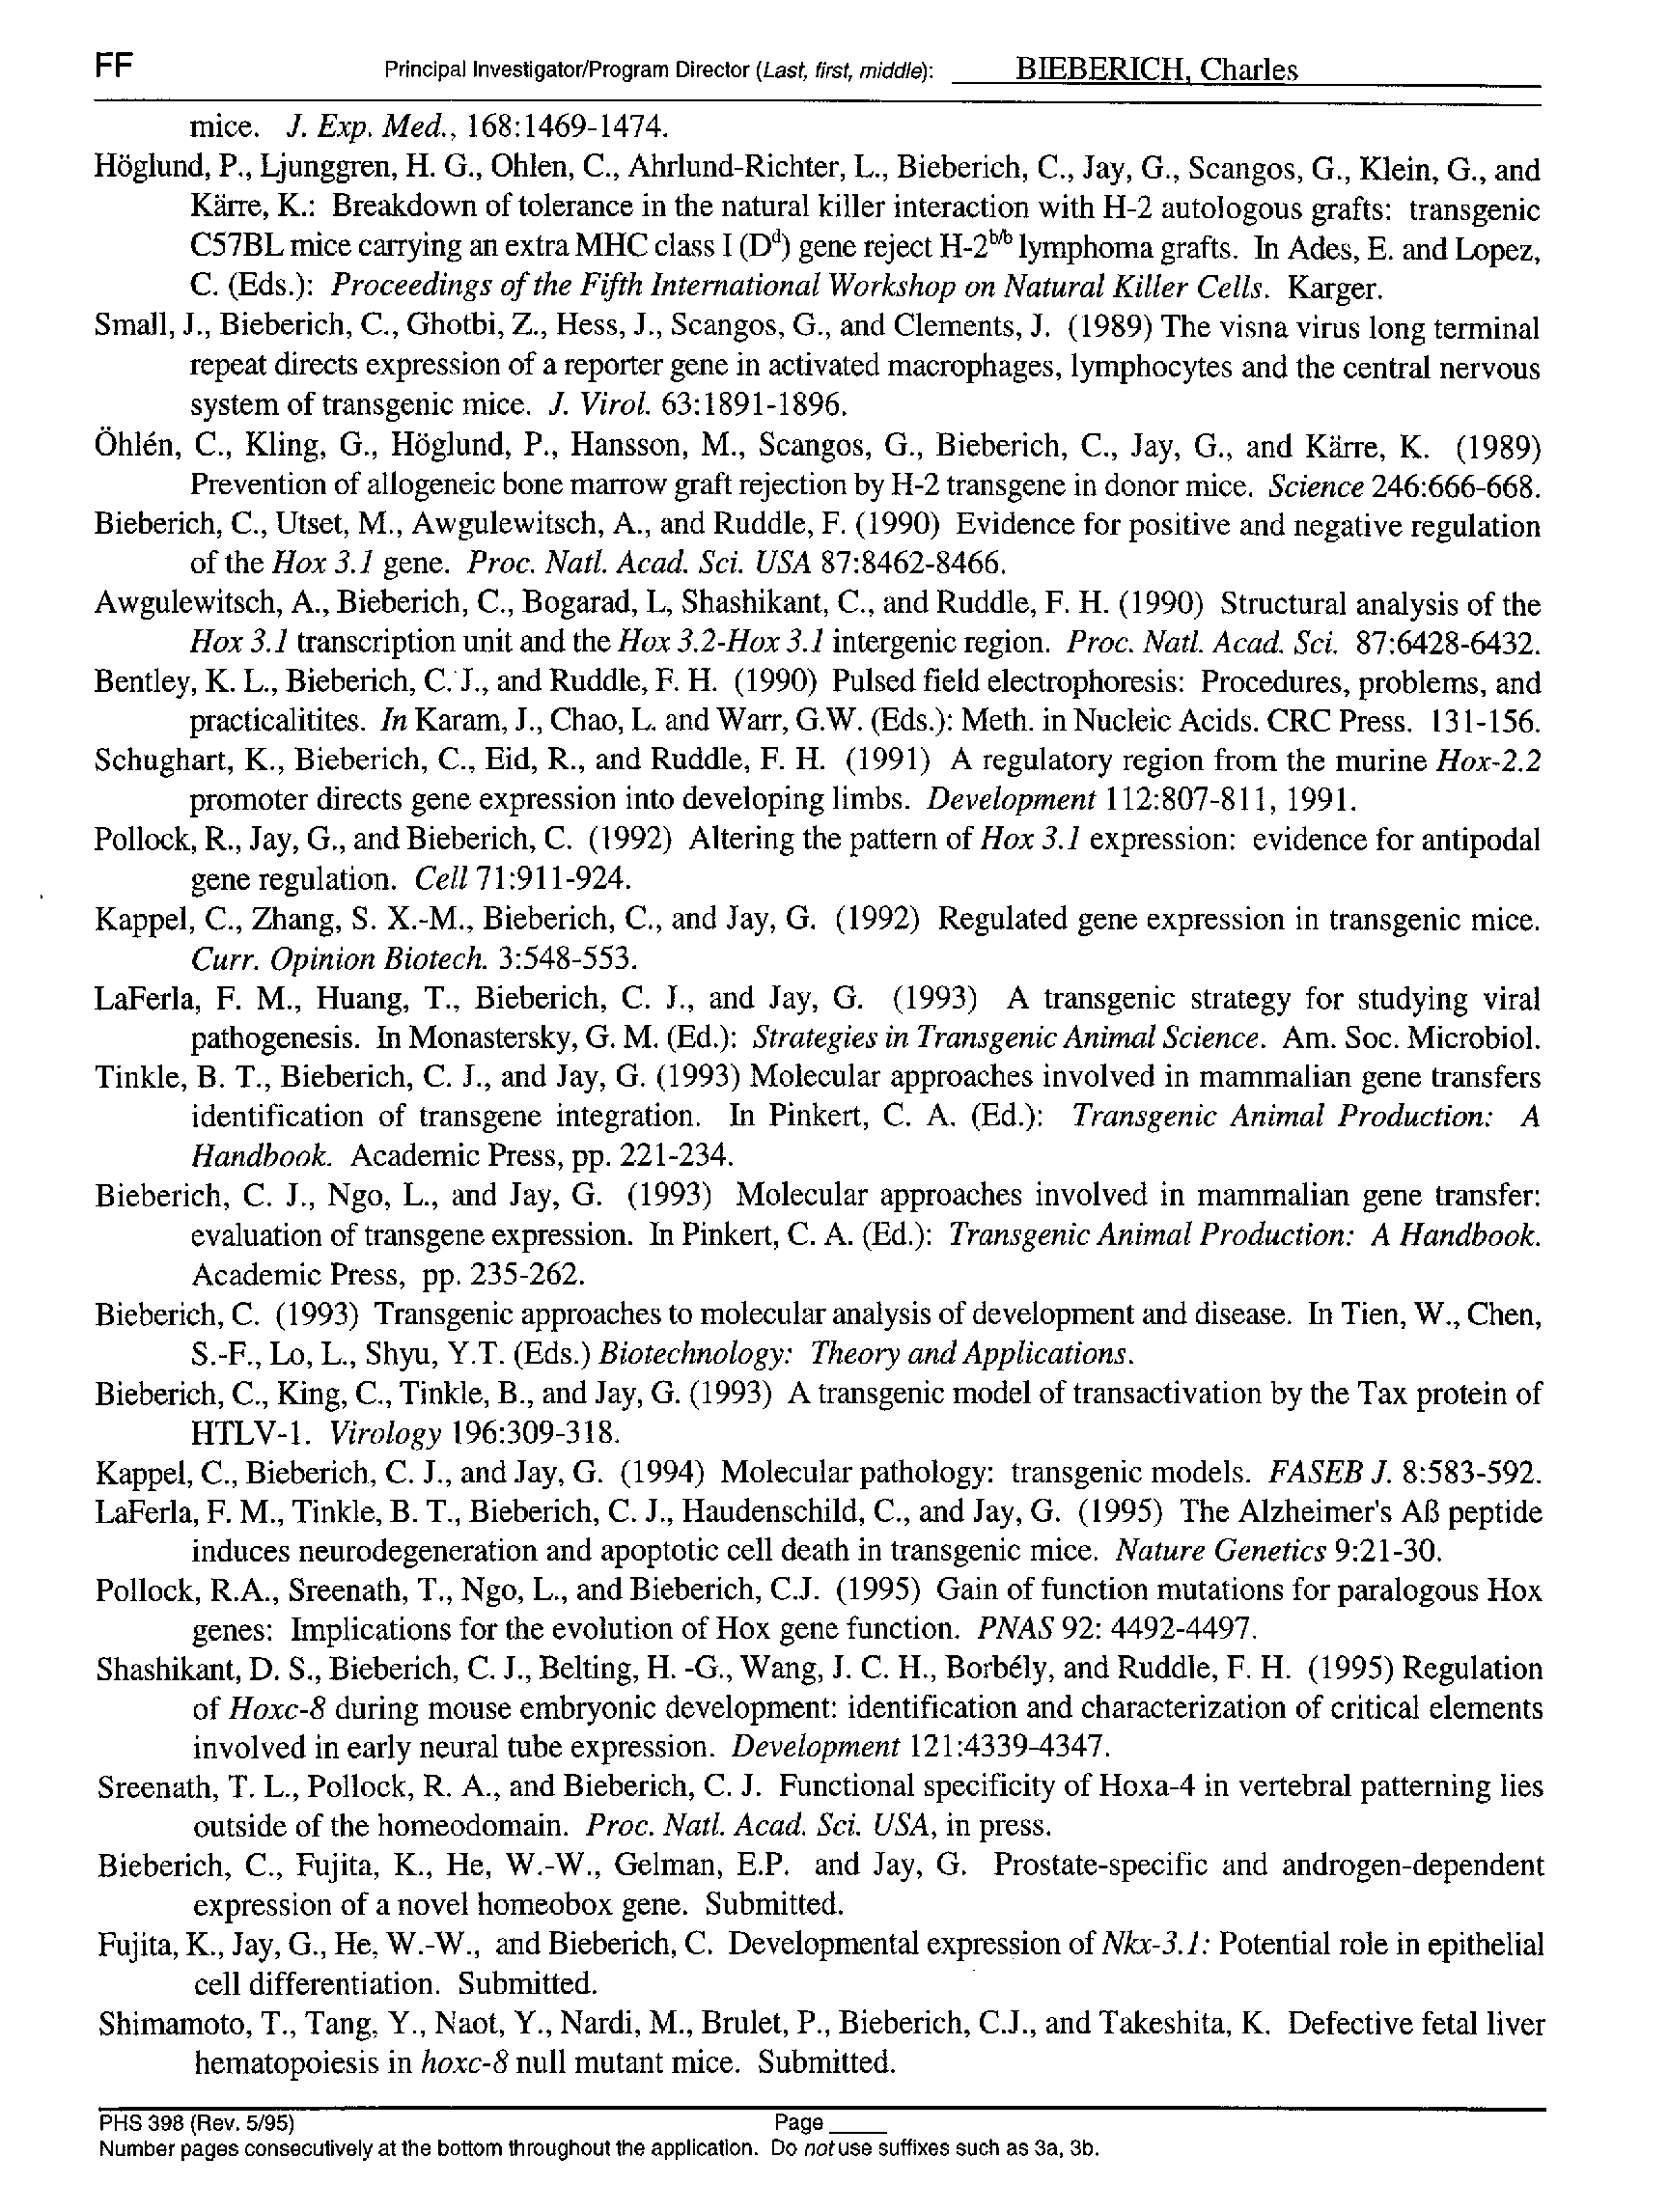 FF Principal Investigator/Program Director (Last, first, middle): BIEBERICH, Charles
mice. J. Exp. Med., 168:1469-1474.
Höglund, P., Ljunggren, H. G., Ohlen, C., Ahrlund-Richter, L., Bieberich, C., Jay, G., Scangos, G., Klein, G., and
Kärre, K.: Breakdown of tolerance in the natural killer interaction with H-2 autologous grafts: transgenic
C57BL mice carrying an extra MHC class I (Dᵈ) gene reject H-2ᵇ/ᵇ lymphoma grafts. In Ades, E. and Lopez,
C. (Eds.): Proceedings of the Fifth International Workshop on Natural Killer Cells. Karger.
Small, J., Bieberich, C., Ghotbi, Z., Hess, J., Scangos, G., and Clements, J. (1989) The visna virus long terminal
repeat directs expression of a reporter gene in activated macrophages, lymphocytes and the central nervous
system of transgenic mice. J. Virol. 63:1891-1896.
Öhlén, C., Kling, G., Höglund, P., Hansson, M., Scangos, G., Bieberich, C., Jay, G., and Kärre, K. (1989)
Prevention of allogeneic bone marrow graft rejection by H-2 transgene in donor mice. Science 246:666-668.
Bieberich, C., Utset, M., Awgulewitsch, A., and Ruddle, F. (1990) Evidence for positive and negative regulation
of the Hox 3.1 gene. Proc. Natl. Acad. Sci. USA 87:8462-8466.
Awgulewitsch, A., Bieberich, C., Bogarad, L, Shashikant, C., and Ruddle, F. H. (1990) Structural analysis of the
Hox 3.1 transcription unit and the Hox 3.2-Hox 3.1 intergenic region. Proc. Natl. Acad. Sci. 87:6428-6432.
Bentley, K. L., Bieberich, C. J., and Ruddle, F. H. (1990) Pulsed field electrophoresis: Procedures, problems, and
practicalitites. In Karam, J., Chao, L. and Warr, G.W. (Eds.): Meth. in Nucleic Acids. CRC Press. 131-156.
Schughart, K., Bieberich, C., Eid, R., and Ruddle, F. H. (1991) A regulatory region from the murine Hox-2.2
promoter directs gene expression into developing limbs. Development 112:807-811, 1991.
Pollock, R., Jay, G., and Bieberich, C. (1992) Altering the pattern of Hox 3.1 expression: evidence for antipodal
gene regulation. Cell 71:911-924.
Kappel, C., Zhang, S. X.-M., Bieberich, C., and Jay, G. (1992) Regulated gene expression in transgenic mice.
Curr. Opinion Biotech. 3:548-553.
LaFerla, F. M., Huang, T., Bieberich, C. J., and Jay, G. (1993) A transgenic strategy for studying viral
pathogenesis. In Monastersky, G. M. (Ed.): Strategies in Transgenic Animal Science. Am. Soc. Microbiol.
Tinkle, B. T., Bieberich, C. J., and Jay, G. (1993) Molecular approaches involved in mammalian gene transfers
identification of transgene integration. In Pinkert, C. A. (Ed.): Transgenic Animal Production: A
Handbook. Academic Press, pp. 221-234.
Bieberich, C. J., Ngo, L., and Jay, G. (1993) Molecular approaches involved in mammalian gene transfer:
evaluation of transgene expression. In Pinkert, C. A. (Ed.): Transgenic Animal Production: A Handbook.
Academic Press, pp. 235-262.
Bieberich, C. (1993) Transgenic approaches to molecular analysis of development and disease. In Tien, W., Chen,
S.-F., Lo, L., Shyu, Y.T. (Eds.) Biotechnology: Theory and Applications.
Bieberich, C., King, C., Tinkle, B., and Jay, G. (1993) A transgenic model of transactivation by the Tax protein of
HTLV-1. Virology 196:309-318.
Kappel, C., Bieberich, C. J., and Jay, G. (1994) Molecular pathology: transgenic models. FASEB J. 8:583-592.
LaFerla, F. M., Tinkle, B. T., Bieberich, C. J., Haudenschild, C., and Jay, G. (1995) The Alzheimer's Aß peptide
induces neurodegeneration and apoptotic cell death in transgenic mice. Nature Genetics 9:21-30.
Pollock, R.A., Sreenath, T., Ngo, L., and Bieberich, C.J. (1995) Gain of function mutations for paralogous Hox
genes: Implications for the evolution of Hox gene function. PNAS 92: 4492-4497.
Shashikant, D. S., Bieberich, C. J., Belting, H. -G., Wang, J. C. H., Borbély, and Ruddle, F. H. (1995) Regulation
of Hoxc-8 during mouse embryonic development: identification and characterization of critical elements
involved in early neural tube expression. Development 121:4339-4347.
Sreenath, T. L., Pollock, R. A., and Bieberich, C. J. Functional specificity of Hoxa-4 in vertebral patterning lies
outside of the homeodomain. Proc. Natl. Acad. Sci. USA, in press.
Bieberich, C., Fujita, K., He, W.-W., Gelman, E.P. and Jay, G. Prostate-specific and androgen-dependent
expression of a novel homeobox gene. Submitted.
Fujita, K., Jay, G., He, W.-W., and Bieberich, C. Developmental expression of Nkx-3.1: Potential role in epithelial
cell differentiation. Submitted.
Shimamoto, T., Tang, Y., Naot, Y., Nardi, M., Brulet, P., Bieberich, C.J., and Takeshita, K. Defective fetal liver
hematopoiesis in hoxc-8 null mutant mice. Submitted.
PHS 398 (Rev. 5/95) Page ____
Number pages consecutively at the bottom throughout the application. Do not use suffixes such as 3a, 3b.